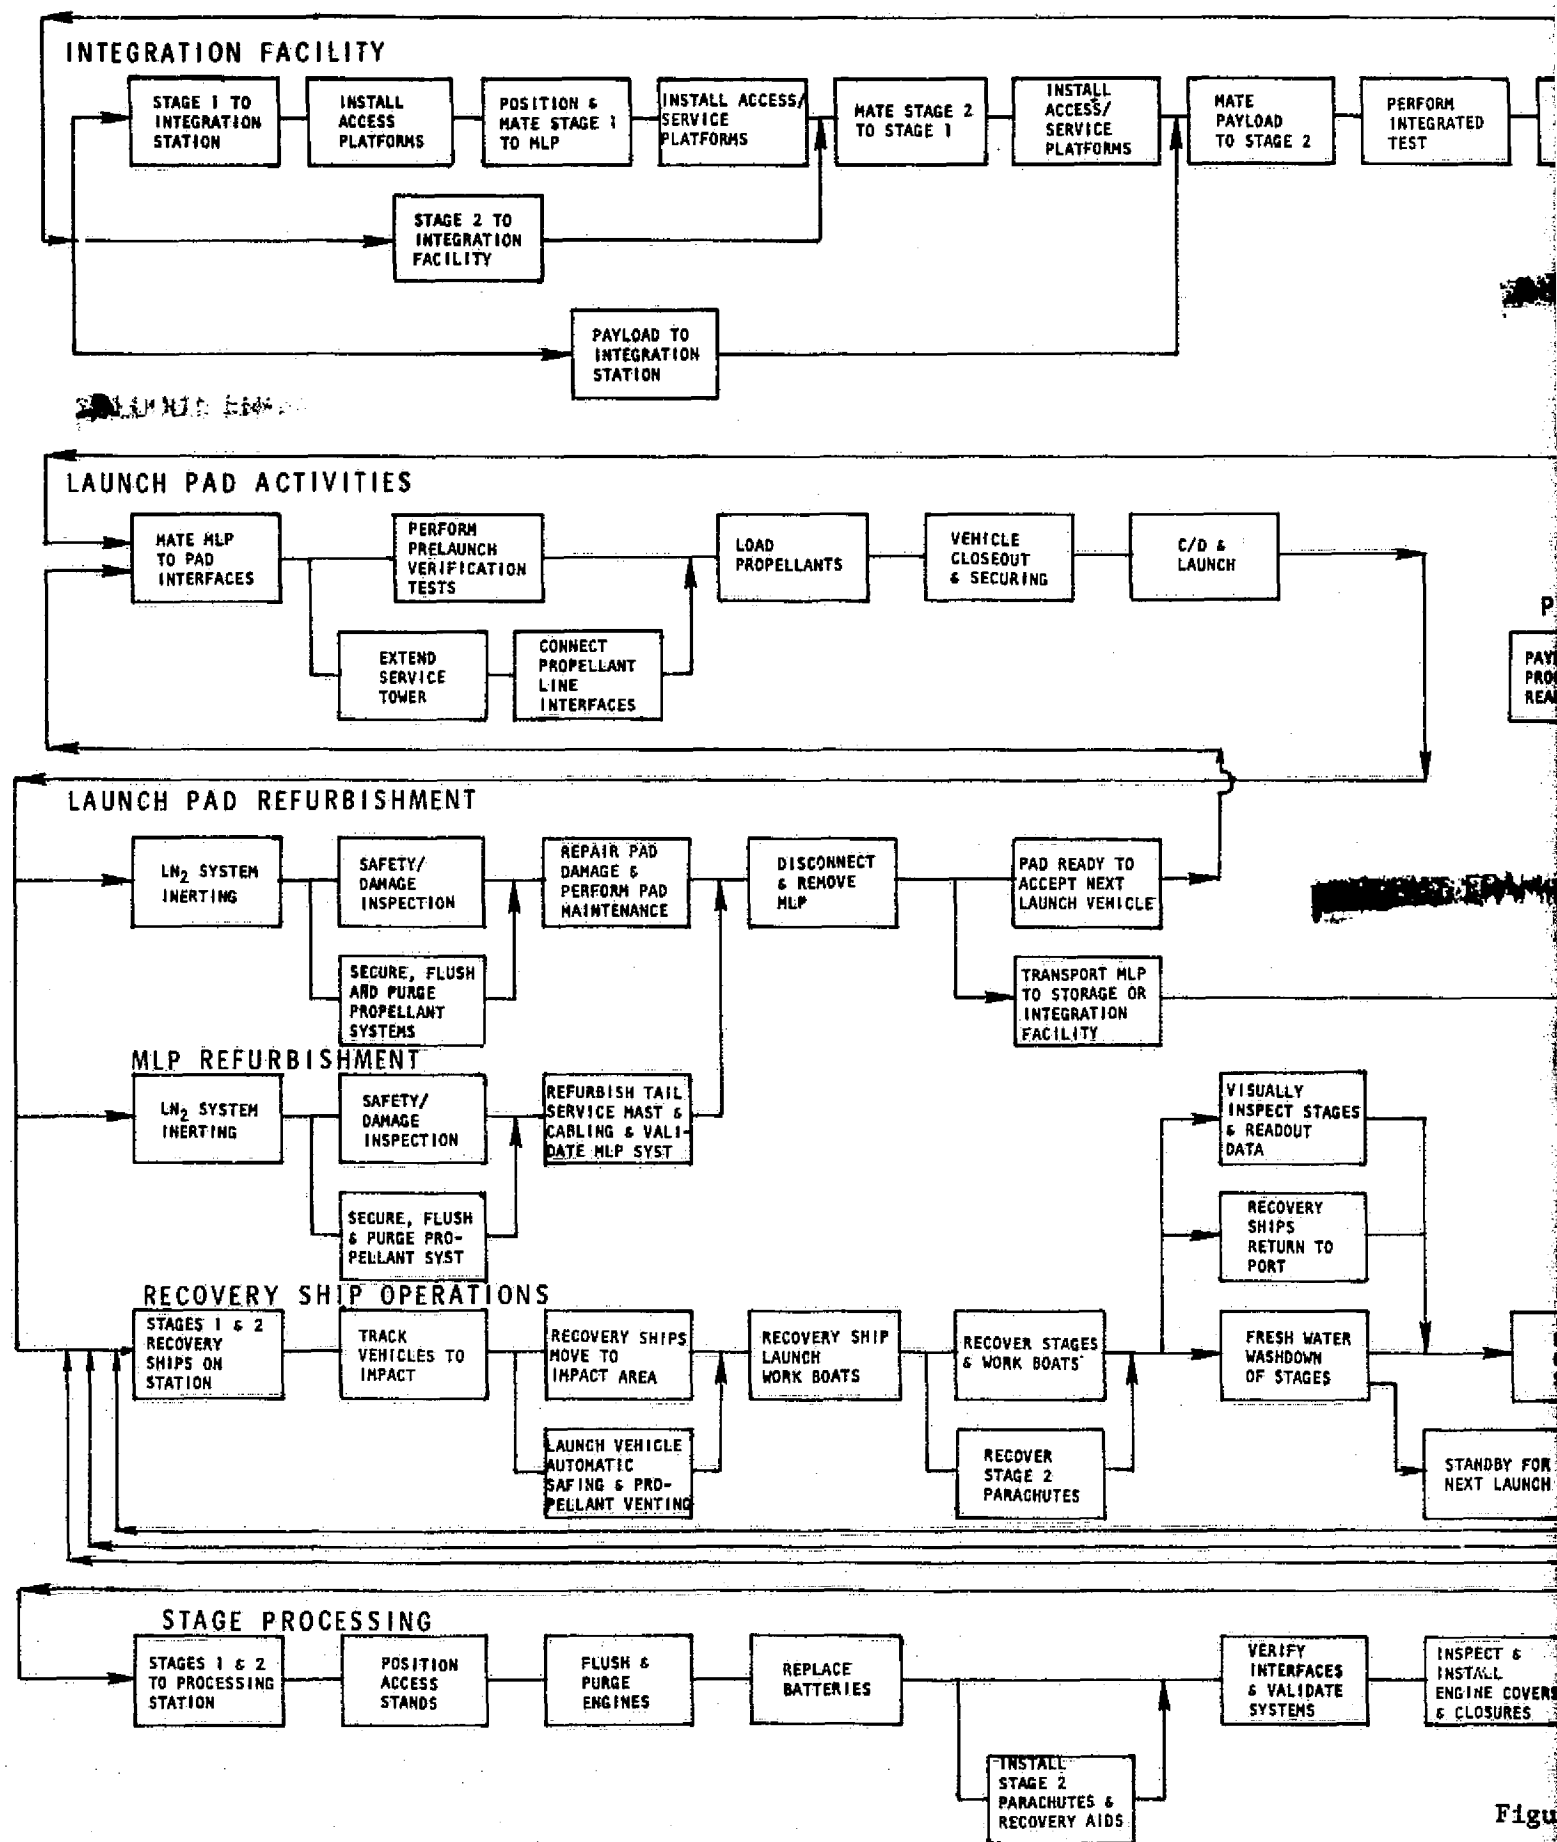 INTEGRATION FACILITY
STAGE 1 TO
INTEGRATION
STATION
INSTALL
ACCESS
PLATFORMS
POSITION &
MATE STAGE 1
TO MLP
INSTALL ACCESS/
SERVICE
PLATFORMS
MATE STAGE 2
TO STAGE 1
INSTALL
ACCESS/
SERVICE
PLATFORMS
MATE
PAYLOAD
TO STAGE 2
PERFORM
INTEGRATED
TEST
STAGE 2 TO
INTEGRATION
FACILITY
PAYLOAD TO
INTEGRATION
STATION
LAUNCH PAD ACTIVITIES
MATE MLP
TO PAD
INTERFACES
PERFORM
PRELAUNCH
VERIFICATION
TESTS
LOAD
PROPELLANTS
VEHICLE
CLOSEOUT
& SECURING
C/D &
LAUNCH
EXTEND
SERVICE
TOWER
CONNECT
PROPELLANT
LINE
INTERFACES
LAUNCH PAD REFURBISHMENT
LN2 SYSTEM
INERTING
SAFETY/
DAMAGE
INSPECTION
REPAIR PAD
DAMAGE &
PERFORM PAD
MAINTENANCE
DISCONNECT
& REMOVE
MLP
PAD READY TO
ACCEPT NEXT
LAUNCH VEHICLE
SECURE, FLUSH
AND PURGE
PROPELLANT
SYSTEMS
TRANSPORT MLP
TO STORAGE OR
INTEGRATION
FACILITY
MLP REFURBISHMENT
LN2 SYSTEM
INERTING
SAFETY/
DAMAGE
INSPECTION
REFURBISH TAIL
SERVICE MAST &
CABLING & VALI-
DATE MLP SYST
SECURE, FLUSH
& PURGE PRO-
PELLANT SYST
VISUALLY
INSPECT STAGES
& READOUT
DATA
RECOVERY
SHIPS
RETURN TO
PORT
RECOVERY SHIP OPERATIONS
STAGES 1 & 2
RECOVERY
SHIPS ON
STATION
TRACK
VEHICLES TO
IMPACT
RECOVERY SHIPS
MOVE TO
IMPACT AREA
RECOVERY SHIP
LAUNCH
WORK BOATS
RECOVER STAGES
& WORK BOATS
FRESH WATER
WASHDOWN
OF STAGES
LAUNCH VEHICLE
AUTOMATIC
SAFING & PRO-
PELLANT VENTING
RECOVER
STAGE 2
PARACHUTES
STANDBY FOR
NEXT LAUNCH
STAGE PROCESSING
STAGES 1 & 2
TO PROCESSING
STATION
POSITION
ACCESS
STANDS
FLUSH &
PURGE
ENGINES
REPLACE
BATTERIES
VERIFY
INTERFACES
& VALIDATE
SYSTEMS
INSPECT &
INSTALL
ENGINE COVERS
& CLOSURES
INSTALL
STAGE 2
PARACHUTES &
RECOVERY AIDS